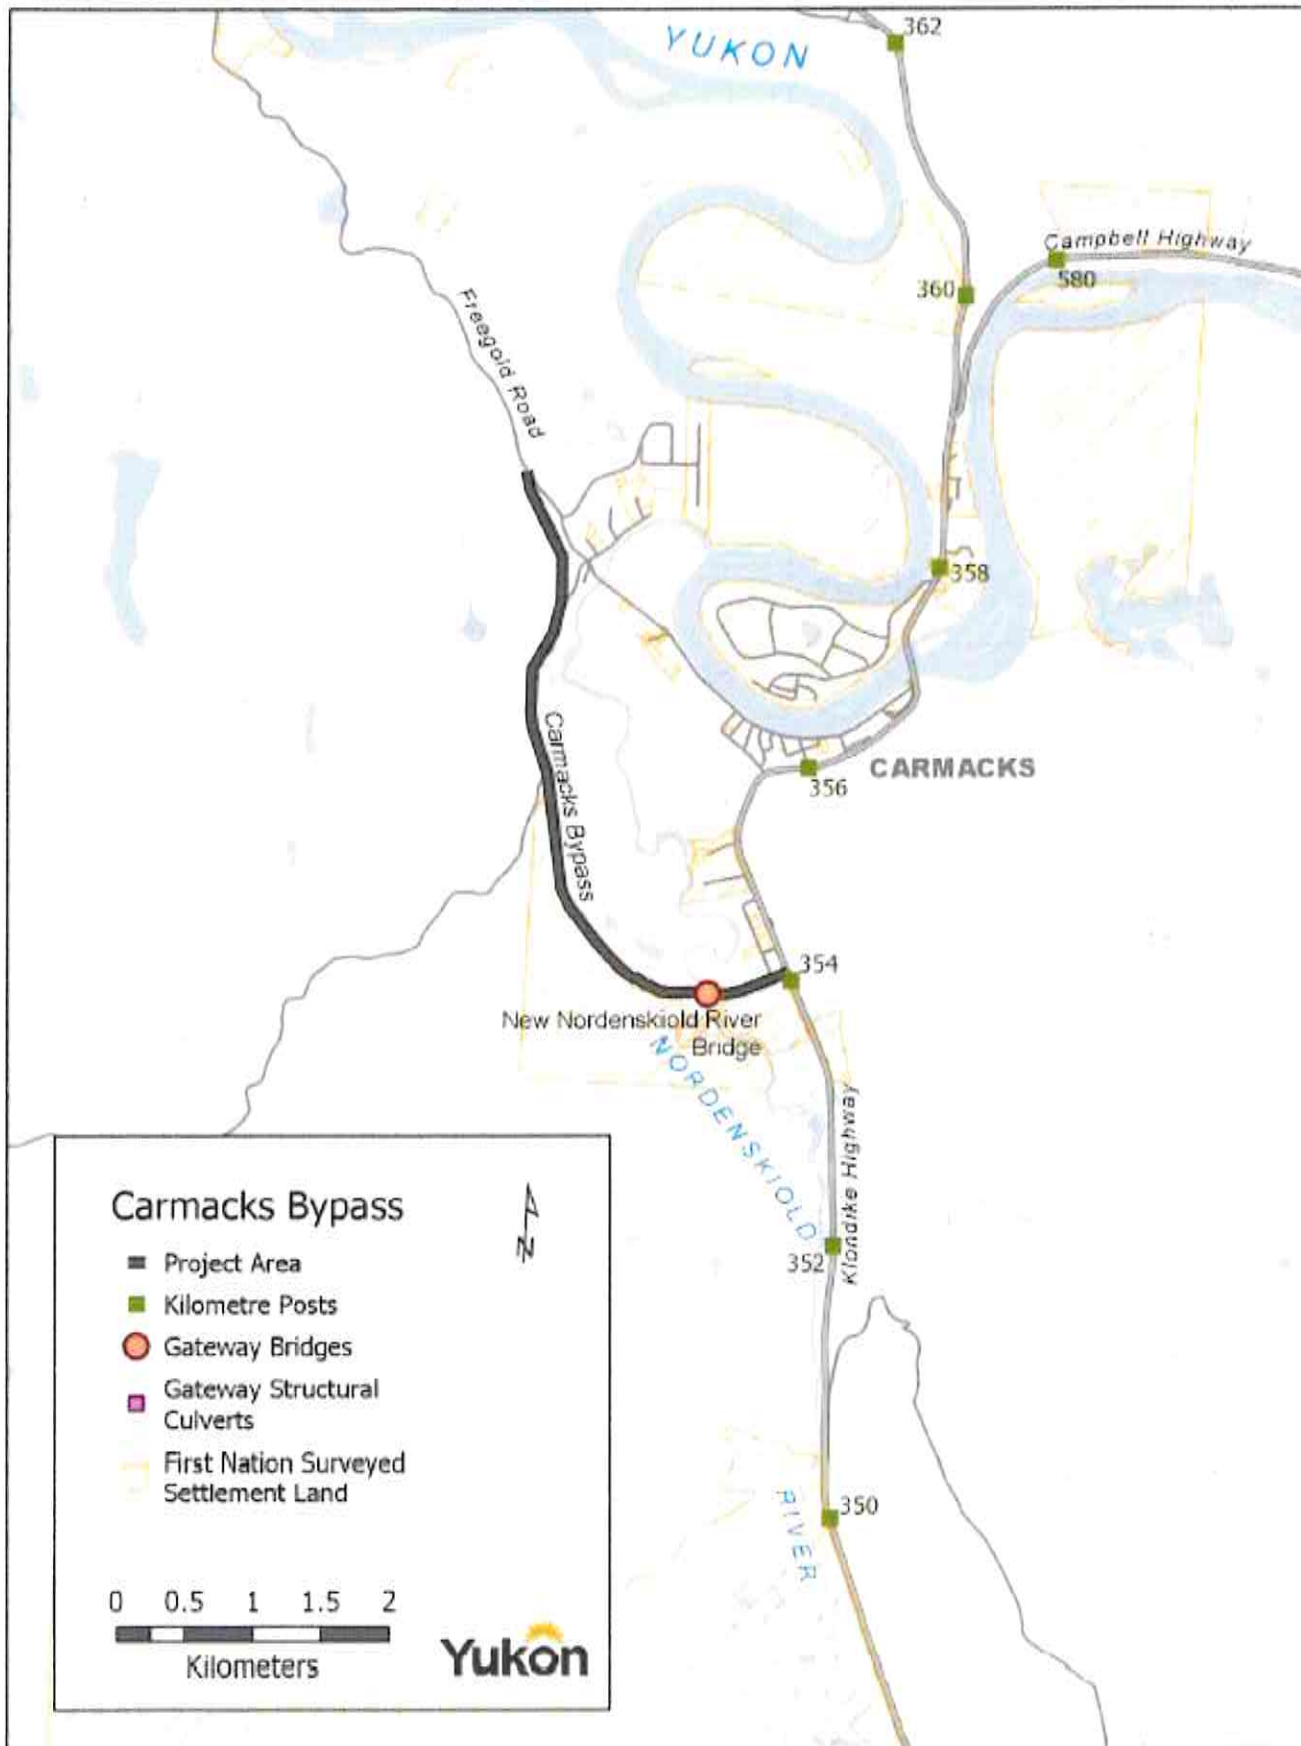 362
YUKON
Campbell Highway
580
360
Freegold Road
358
356
CARMACKS
Carmacks Bypass
354
New Nordenskiold River
Bridge
NORDENSKIOLD
Klondike Highway
352
350
RIVER
Carmacks Bypass
N
Project Area
Kilometre Posts
Gateway Bridges
Gateway Structural
Culverts
First Nation Surveyed
Settlement Land
0 0.5 1 1.5 2
Kilometers
Yukon